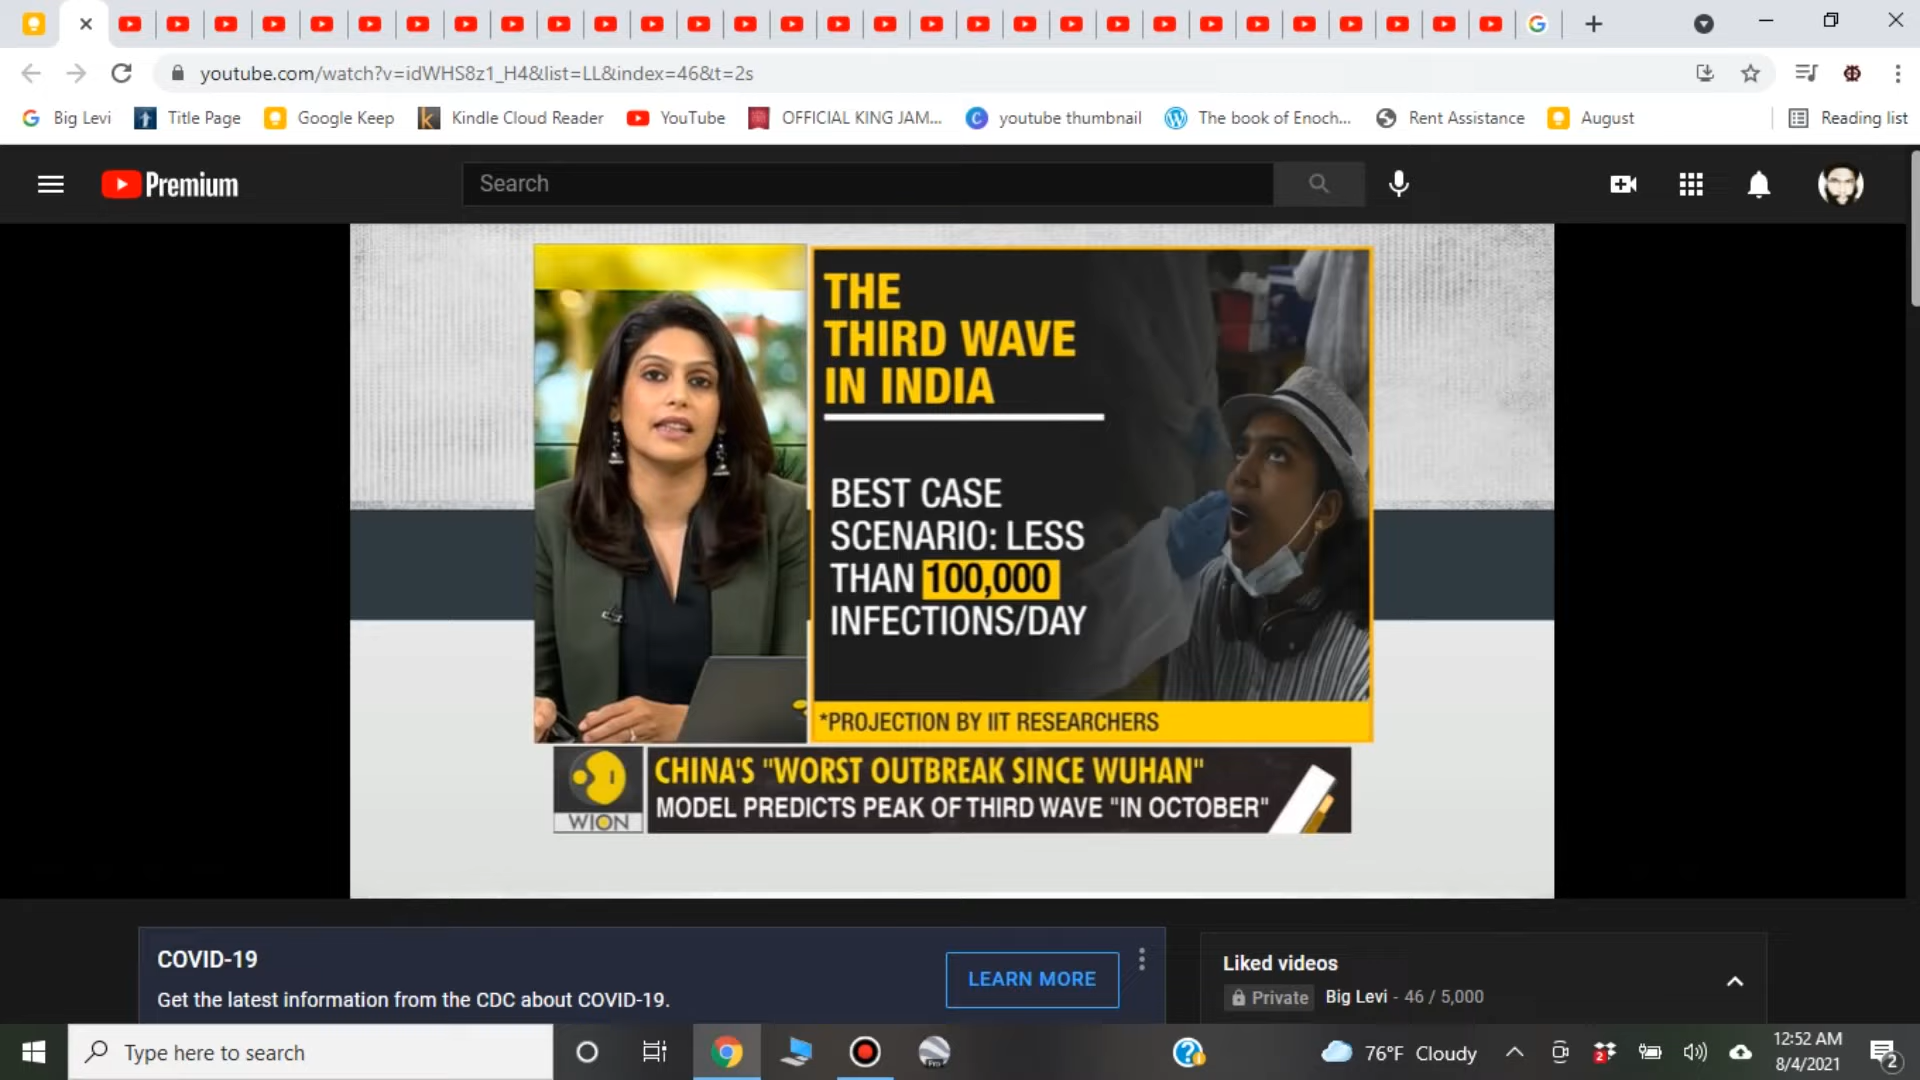 youtube.com/watch?v=idWHS8z1_H4&list=LL&index=46&t=2s
Big Levi
Title Page
Google Keep
Kindle Cloud Reader
YouTube
OFFICIAL KING JAM...
youtube thumbnail
The book of Enoch...
Rent Assistance
August
Reading list
Premium
Search
THE
THIRD WAVE
IN INDIA
BEST CASE
SCENARIO: LESS
THAN 100,000
INFECTIONS/DAY
*PROJECTION BY IIT RESEARCHERS
WION
CHINA'S "WORST OUTBREAK SINCE WUHAN"
MODEL PREDICTS PEAK OF THIRD WAVE "IN OCTOBER"
COVID-19
Get the latest information from the CDC about COVID-19.
LEARN MORE
Liked videos
Private Big Levi - 46 / 5,000
Type here to search
76°F Cloudy
12:52 AM
8/4/2021
2